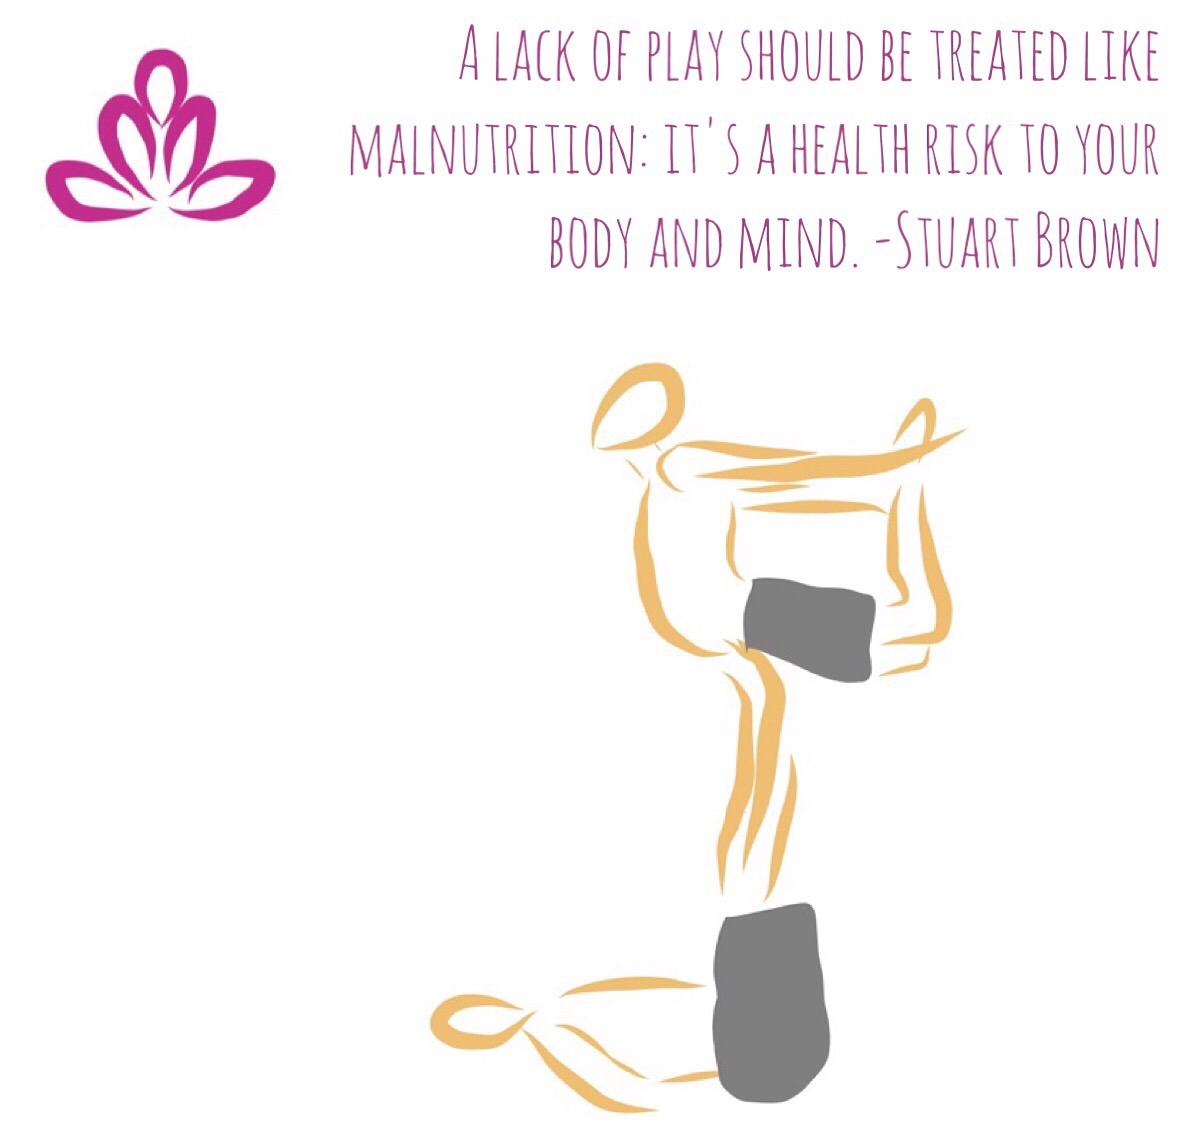 A lack of play should be treated like
malnutrition: it's a health risk to your
body and mind. -Stuart Brown